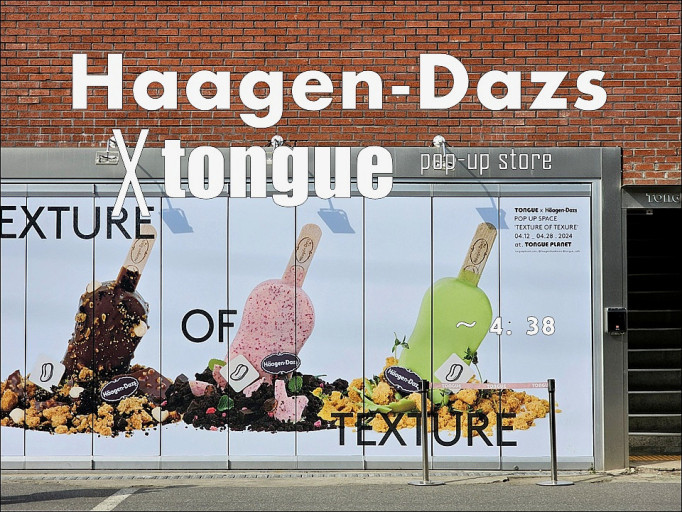 Haagen-Dazs
X tongue pop-up store
TONGUE
EXTURE
TONGUE x Häagen-Dazs
POP UP SPACE
'TEXTURE OF TEXURE'
04.12 _ 04.28 . 2024
at. TONGUE PLANET
OF
~ 4: 38
Häagen-Dazs
Häagen-Dazs
Häagen-Dazs
TEXTURE